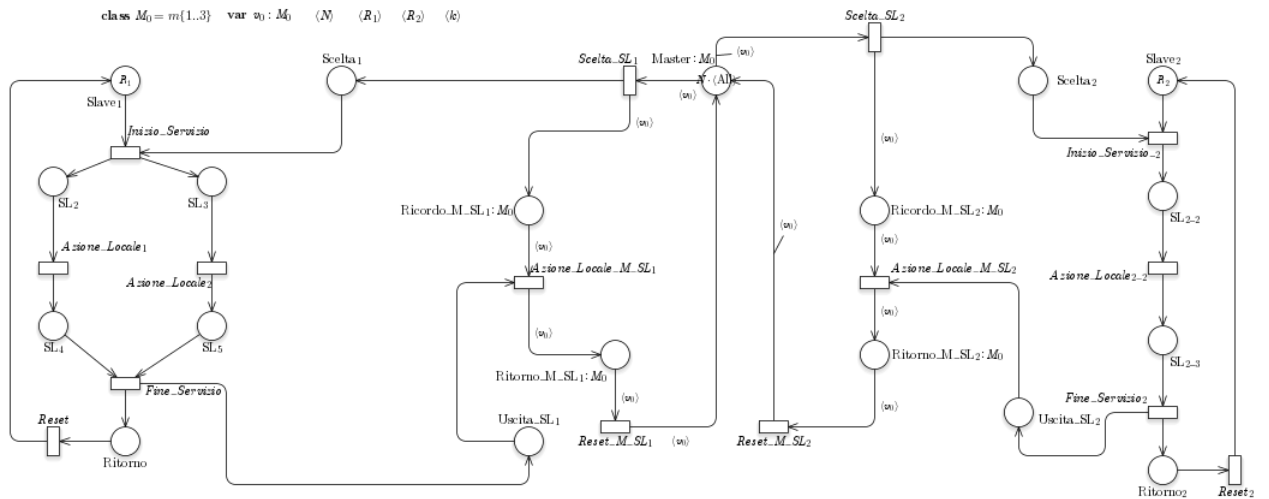 class M₀ = m{1..3} var v₀ : M₀ ⟨N⟩ ⟨R₁⟩ ⟨R₂⟩ ⟨k⟩
Scelta_SL₂
Scelta₁
Scelta_SL₁
Master : M₀
⟨v₀⟩
R₁
Slave₁
N·⟨All⟩
⟨v₀⟩
Scelta₂
Slave₂
R₂
Inizio_Servizio
⟨v₀⟩
⟨v₀⟩
Inizio_Servizio_2
SL₂
SL₃
Ricordo_M_SL₁ : M₀
Ricordo_M_SL₂ : M₀
SL₂₋₂
⟨v₀⟩
⟨v₀⟩
⟨v₀⟩
Azione_Locale₁
Azione_Locale₂
Azione_Locale_M_SL₁
Azione_Locale_M_SL₂
Azione_Locale₂₋₂
⟨v₀⟩
⟨v₀⟩
SL₄
SL₅
Ritorno_M_SL₁ : M₀
Ritorno_M_SL₂ : M₀
SL₂₋₃
Fine_Servizio
⟨v₀⟩
⟨v₀⟩
Fine_Servizio₂
Reset
Uscita_SL₁
Uscita_SL₂
Reset_M_SL₁
⟨v₀⟩
Reset_M_SL₂
Ritorno
Ritorno₂
Reset₂